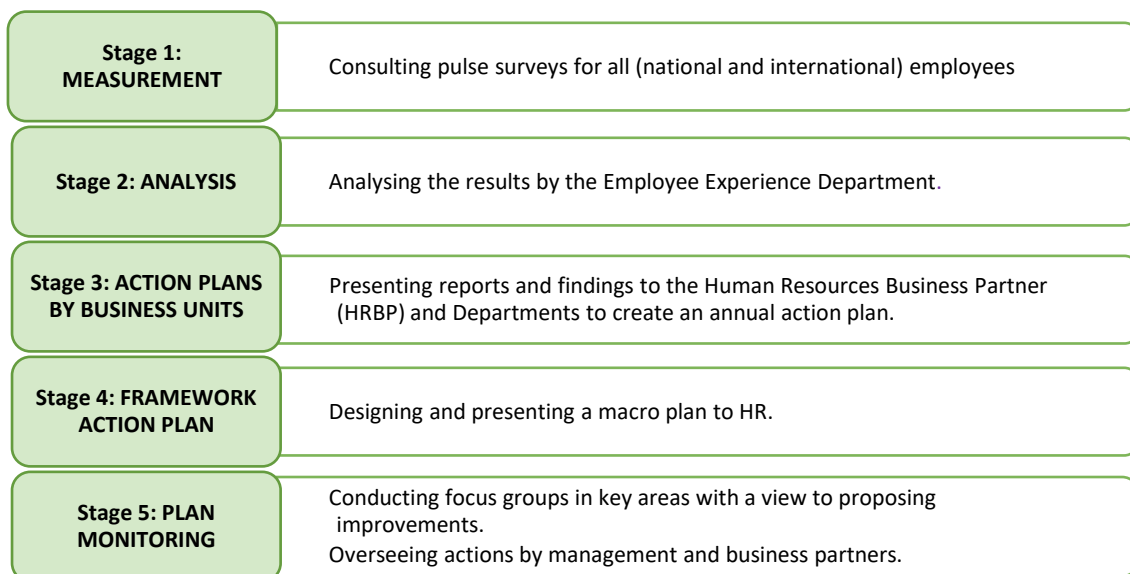 Stage 1:
MEASUREMENT
Consulting pulse surveys for all (national and international) employees
Stage 2: ANALYSIS
Analysing the results by the Employee Experience Department.
Stage 3: ACTION PLANS
BY BUSINESS UNITS
Presenting reports and findings to the Human Resources Business Partner
(HRBP) and Departments to create an annual action plan.
Stage 4: FRAMEWORK
ACTION PLAN
Designing and presenting a macro plan to HR.
Stage 5: PLAN
MONITORING
Conducting focus groups in key areas with a view to proposing
improvements.
Overseeing actions by management and business partners.